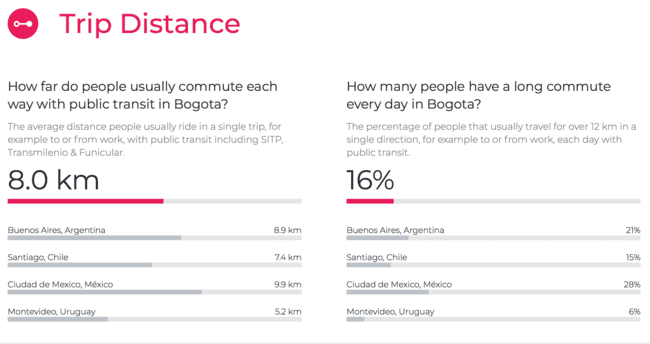 Trip Distance
How far do people usually commute each
way with public transit in Bogota?
The average distance people usually ride in a single trip, for
example to or from work, with public transit including SITP,
Transmilenio & Funicular.
8.0 km
Buenos Aires, Argentina 8.9 km
Santiago, Chile 7.4 km
Ciudad de Mexico, México 9.9 km
Montevideo, Uruguay 5.2 km
How many people have a long commute
every day in Bogota?
The percentage of people that usually travel for over 12 km in a
single direction, for example to or from work, each day with
public transit.
16%
Buenos Aires, Argentina 21%
Santiago, Chile 15%
Ciudad de Mexico, México 28%
Montevideo, Uruguay 6%